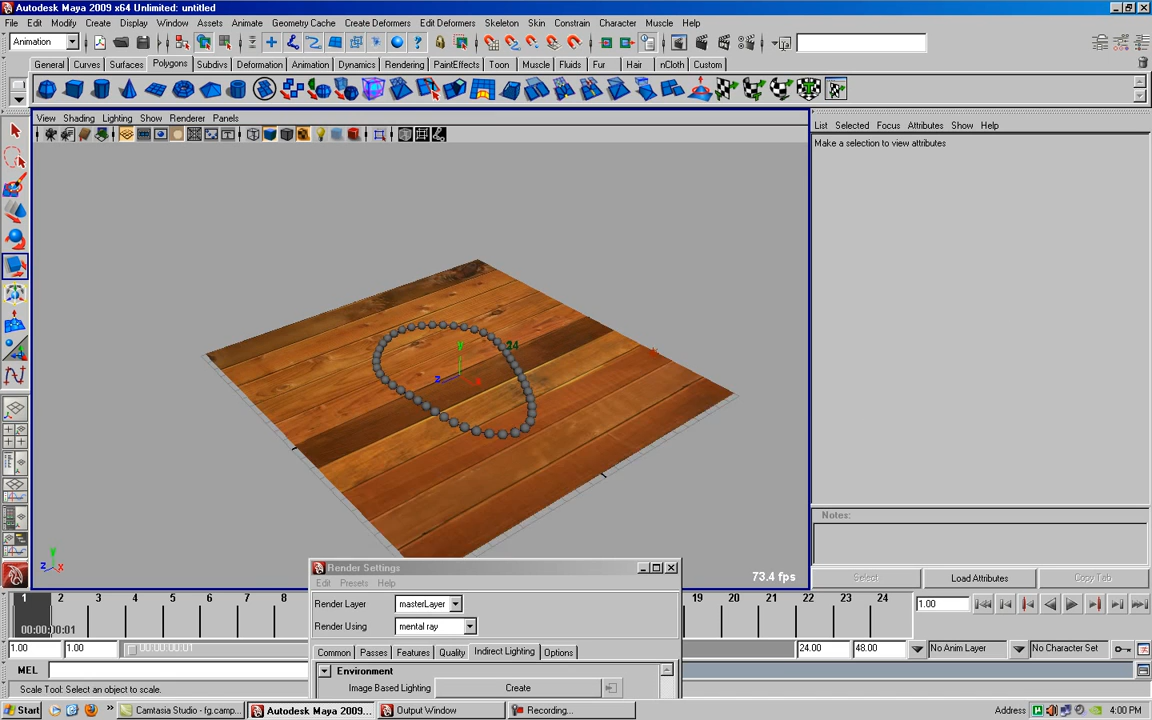 Autodesk Maya 2009 x64 Unlimited: untitled
File Edit Modify Create Display Window Assets Animate Geometry Cache Create Deformers Edit Deformers Skeleton Skin Constrain Character Muscle Help
Animation
General Curves Surfaces Polygons Subdivs Deformation Animation Dynamics Rendering PaintEffects Toon Muscle Fluids Fur Hair nCloth Custom
View Shading Lighting Show Renderer Panels
List Selected Focus Attributes Show Help
Make a selection to view attributes
24
y
z
x
Notes:
73.4 fps
Select Load Attributes Copy Tab
Render Settings
Edit Presets Help
Render Layer masterLayer
Render Using mental ray
Common Passes Features Quality Indirect Lighting Options
Environment
Image Based Lighting Create
1 2 3 4 5 6 7 8 19 20 21 22 23 24
1.00
1.00 1.00 00:00:00:01 24.00 48.00 No Anim Layer No Character Set
MEL
Scale Tool: Select an object to scale.
Start Camtasia Studio - fg.camp... Autodesk Maya 2009... Output Window Recording... Address 4:00 PM